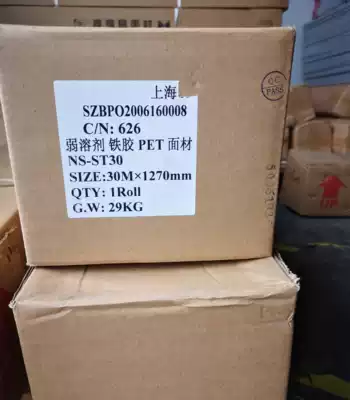 上海
SZBPO2006160008
C/N: 626
弱溶剂 铁胶 PET 面材
NS-ST30
SIZE:30M×1270mm
QTY: 1Roll
G.W: 29KG
UP